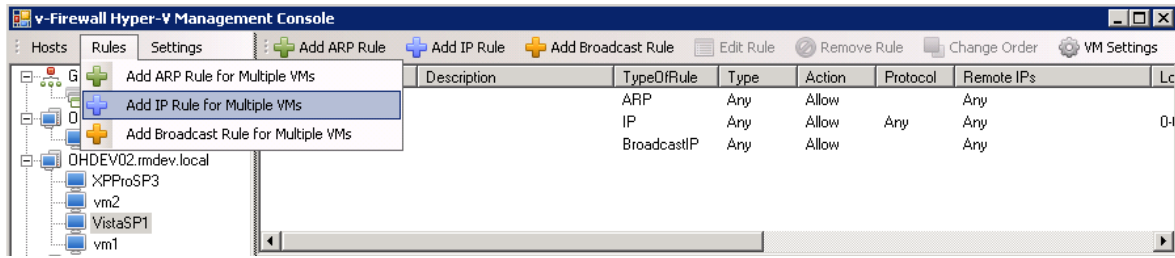 v-Firewall Hyper-V Management Console
Hosts Rules Settings Add ARP Rule Add IP Rule Add Broadcast Rule Edit Rule Remove Rule Change Order VM Settings
G Add ARP Rule for Multiple VMs Description TypeOfRule Type Action Protocol Remote IPs Lc
ARP Any Allow Any
Add IP Rule for Multiple VMs
O IP Any Allow Any Any 0-
Add Broadcast Rule for Multiple VMs
BroadcastIP Any Allow Any
OHDEV02.rmdev.local
XPProSP3
vm2
VistaSP1
vm1